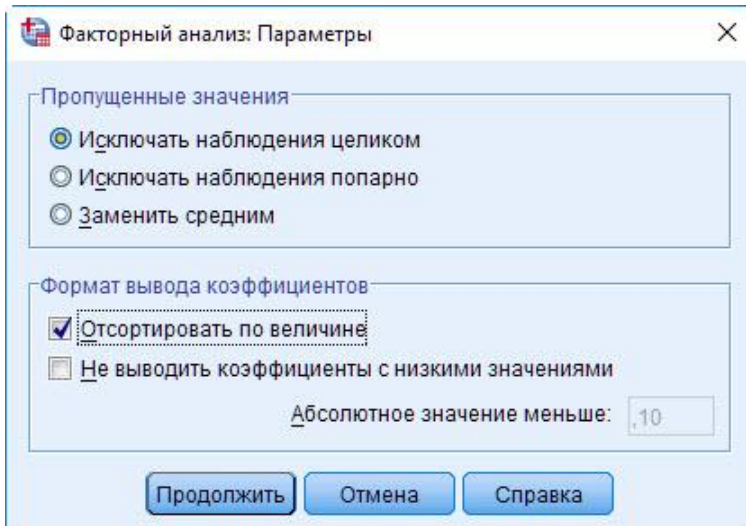 Факторный анализ: Параметры
Пропущенные значения
Исключать наблюдения целиком
Исключать наблюдения попарно
Заменить средним
Формат вывода коэффициентов
Отсортировать по величине
Не выводить коэффициенты с низкими значениями
Абсолютное значение меньше: ,10
Продолжить Отмена Справка